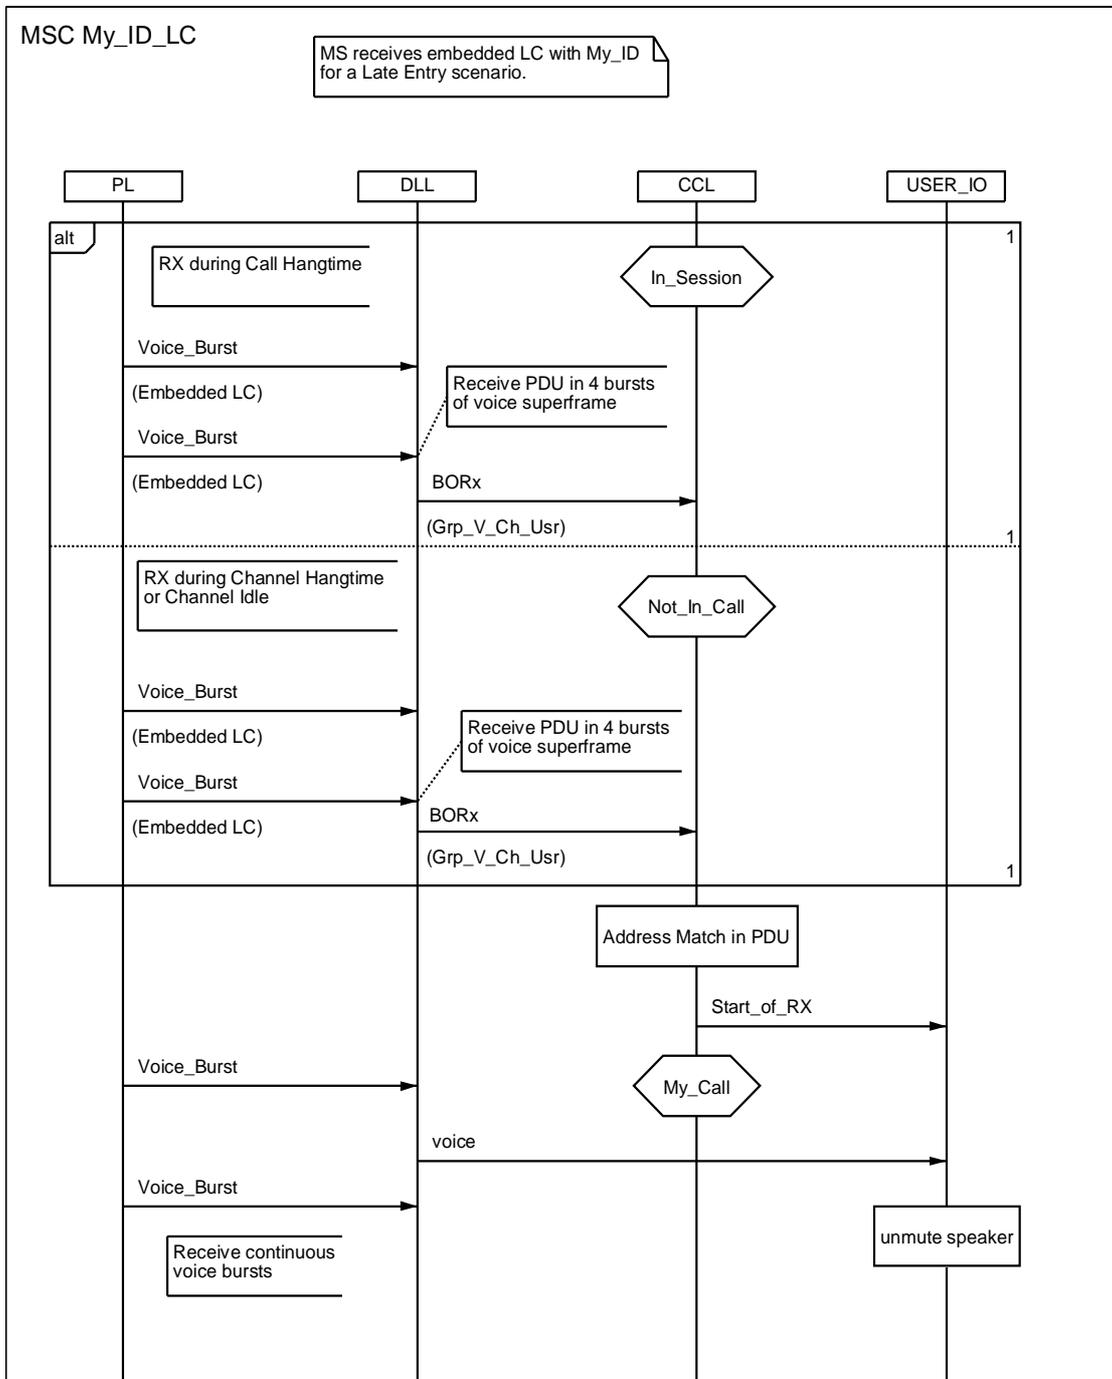 MSC My_ID_LC
MS receives embedded LC with My_ID
for a Late Entry scenario.
PL
DLL
CCL
USER_IO
alt
1
RX during Call Hangtime
In_Session
Voice_Burst
(Embedded LC)
Receive PDU in 4 bursts
of voice superframe
Voice_Burst
(Embedded LC)
BORx
(Grp_V_Ch_Usr)
1
RX during Channel Hangtime
or Channel Idle
Not_In_Call
Voice_Burst
(Embedded LC)
Receive PDU in 4 bursts
of voice superframe
Voice_Burst
(Embedded LC)
BORx
(Grp_V_Ch_Usr)
1
Address Match in PDU
Start_of_RX
Voice_Burst
My_Call
voice
Voice_Burst
unmute speaker
Receive continuous
voice bursts